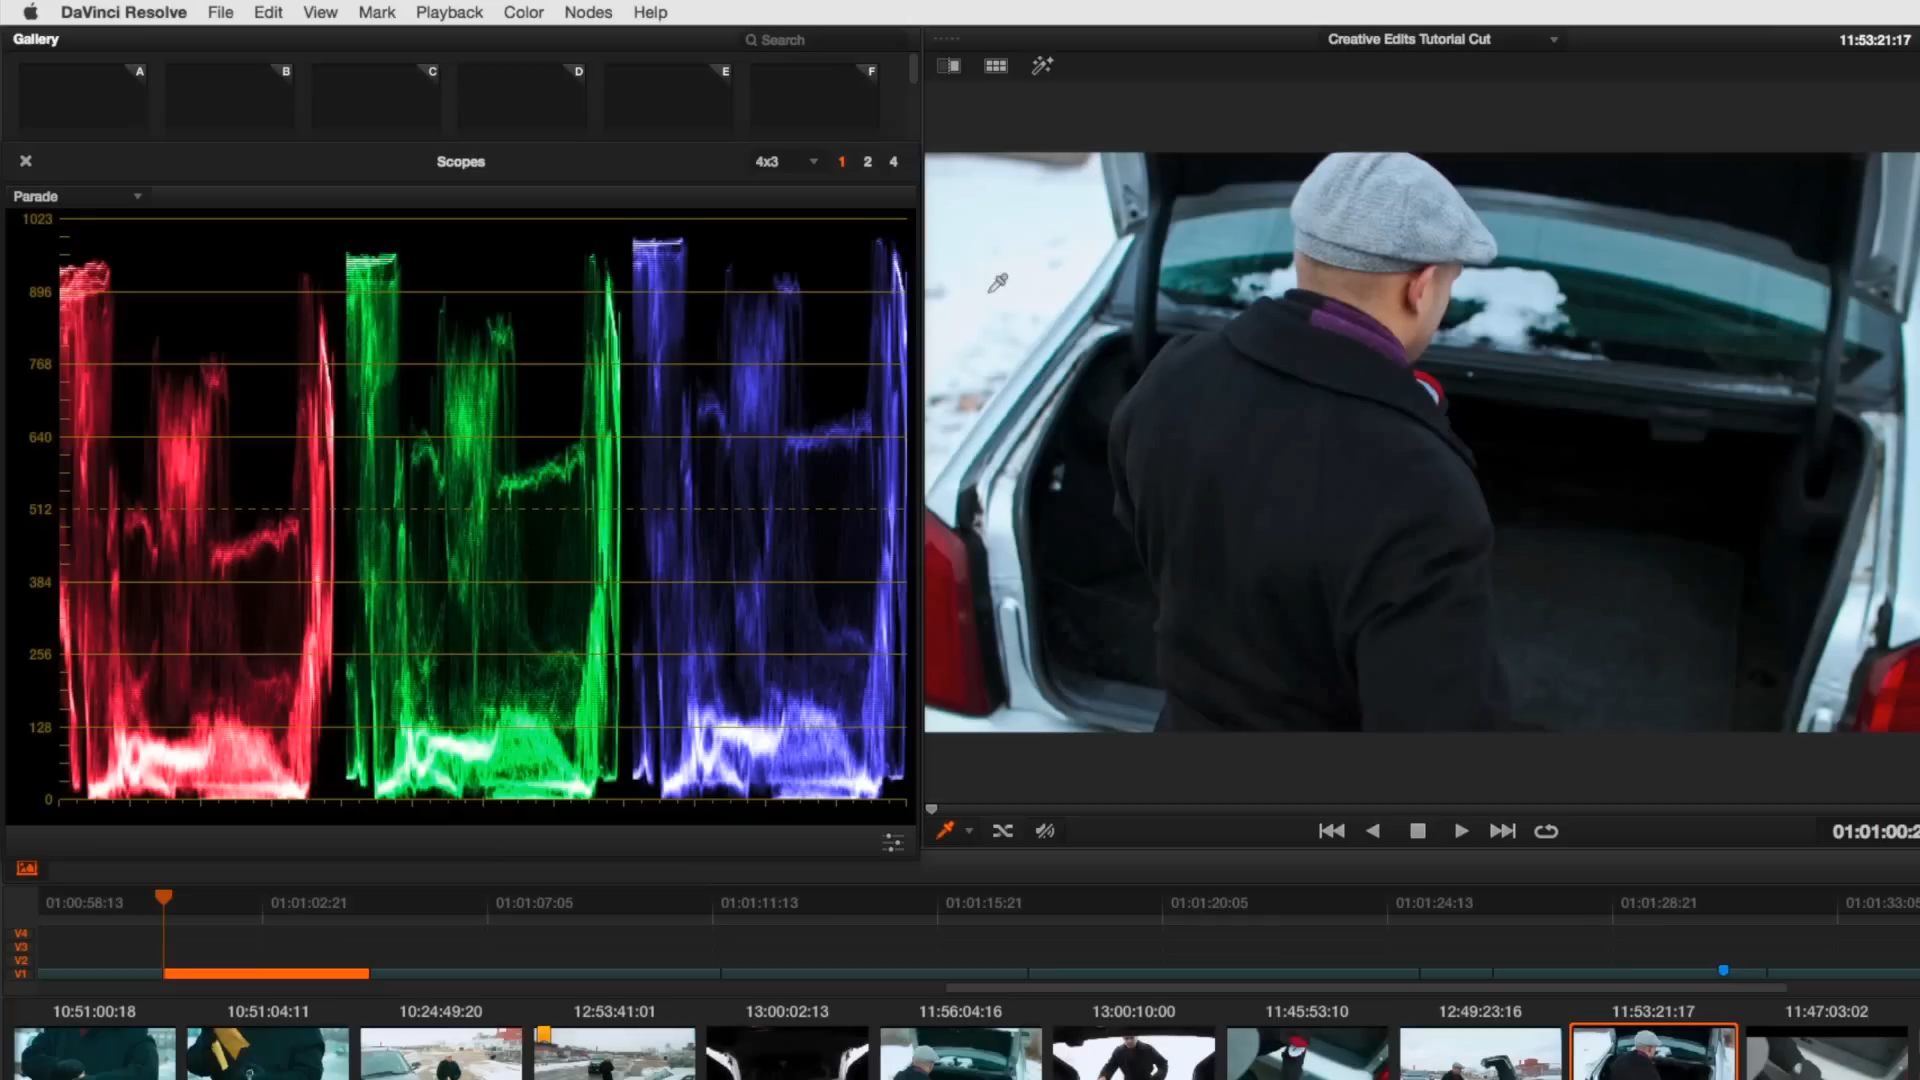 DaVinci Resolve File Edit View Mark Playback Color Nodes Help
Gallery Search
Creative Edits Tutorial Cut 11:53:21:17
A B C D E F
Scopes 4x3 1 2 4
Parade
1023
896
768
640
512
384
256
128
0
01:00:58:13 01:01:02:21 01:01:07:05 01:01:11:13 01:01:15:21 01:01:20:05 01:01:24:13 01:01:28:21 01:01:33:05
V4
V3
V2
V1
10:51:00:18 10:51:04:11 10:24:49:20 12:53:41:01 13:00:02:13 11:56:04:16 13:00:10:00 11:45:53:10 12:49:23:16 11:53:21:17 11:47:03:02